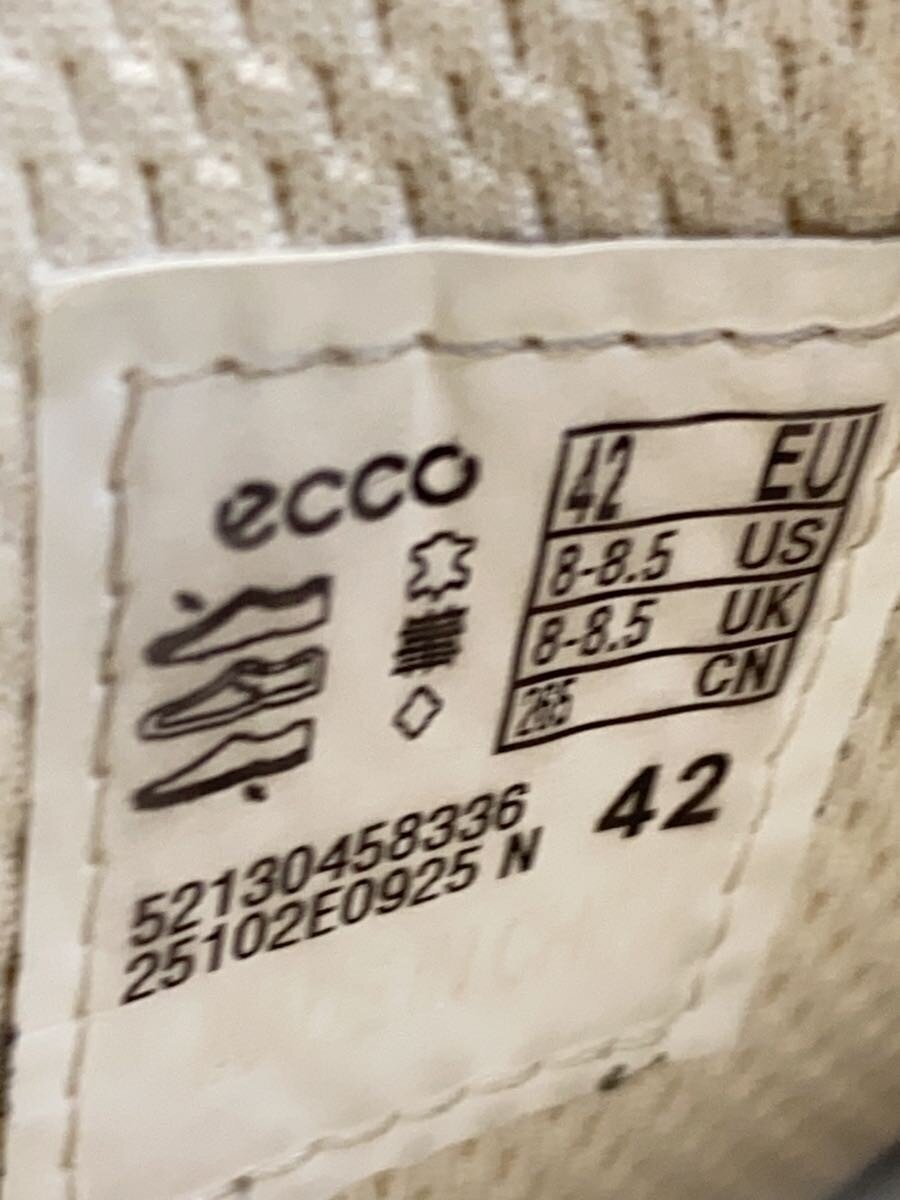 ecco
42 EU
8-8.5 US
8-8.5 UK
265 CN
42
52130458336
25102E0925 N